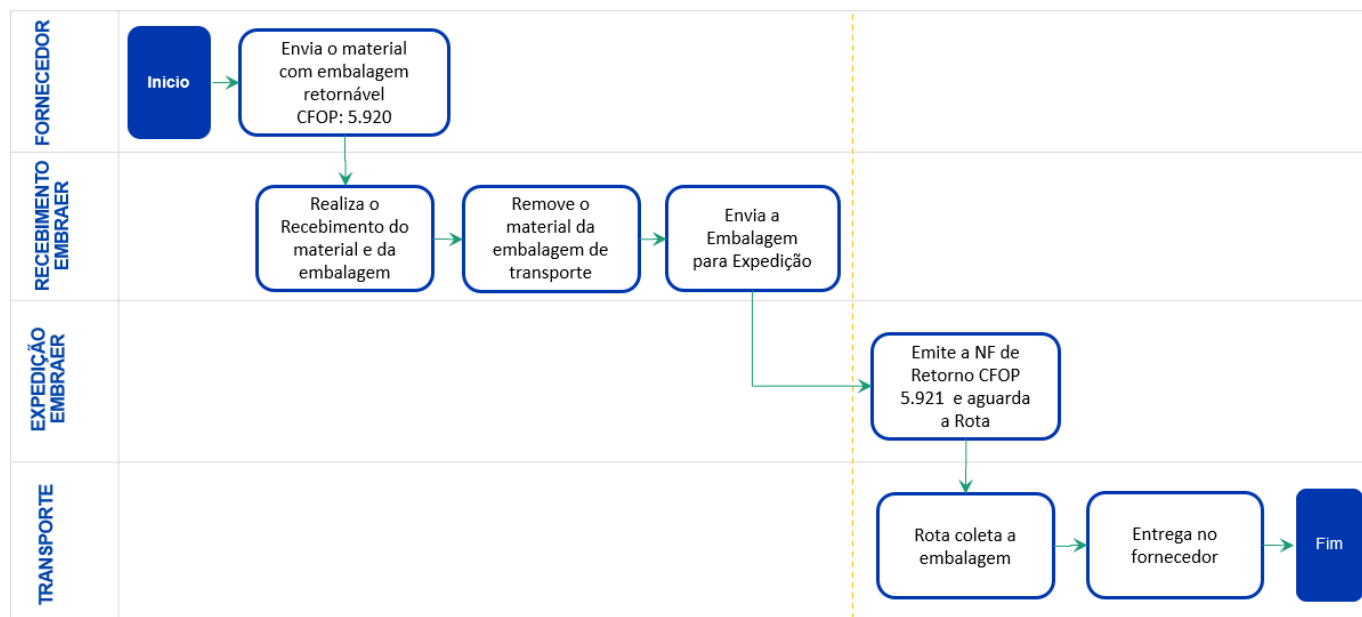 FORNECEDOR
Inicio
Envia o material
com embalagem
retornável
CFOP: 5.920
RECEBIMENTO
EMBRAER
Realiza o
Recebimento do
material e da
embalagem
Remove o
material da
embalagem de
transporte
Envia a
Embalagem
para Expedição
EXPEDIÇÃO
EMBRAER
Emite a NF de
Retorno CFOP
5.921 e aguarda
a Rota
TRANSPORTE
Rota coleta a
embalagem
Entrega no
fornecedor
Fim